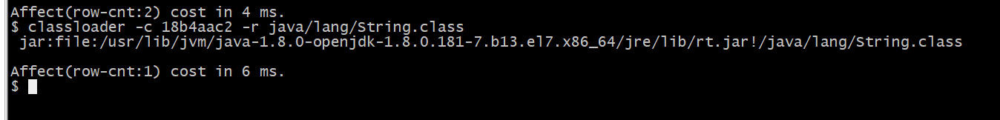 Affect(row-cnt:2) cost in 4 ms.
$ classloader -c 18b4aac2 -r java/lang/String.class
jar:file:/usr/lib/jvm/java-1.8.0-openjdk-1.8.0.181-7.b13.el7.x86_64/jre/lib/rt.jar!/java/lang/String.class
Affect(row-cnt:1) cost in 6 ms.
$